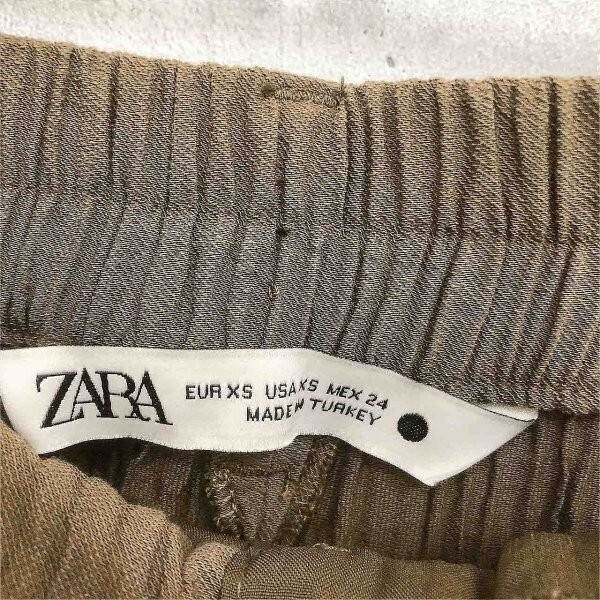 ZARA
EUR XS USA XS MEX 24
MADE IN TURKEY